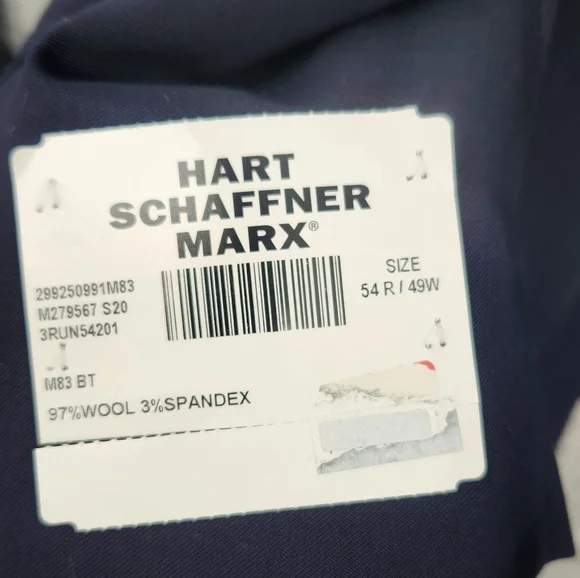 HART
SCHAFFNER
MARX®
299250991M83
M279567 S20
3RUN54201
SIZE
54 R / 49W
M83 BT
97%WOOL 3%SPANDEX